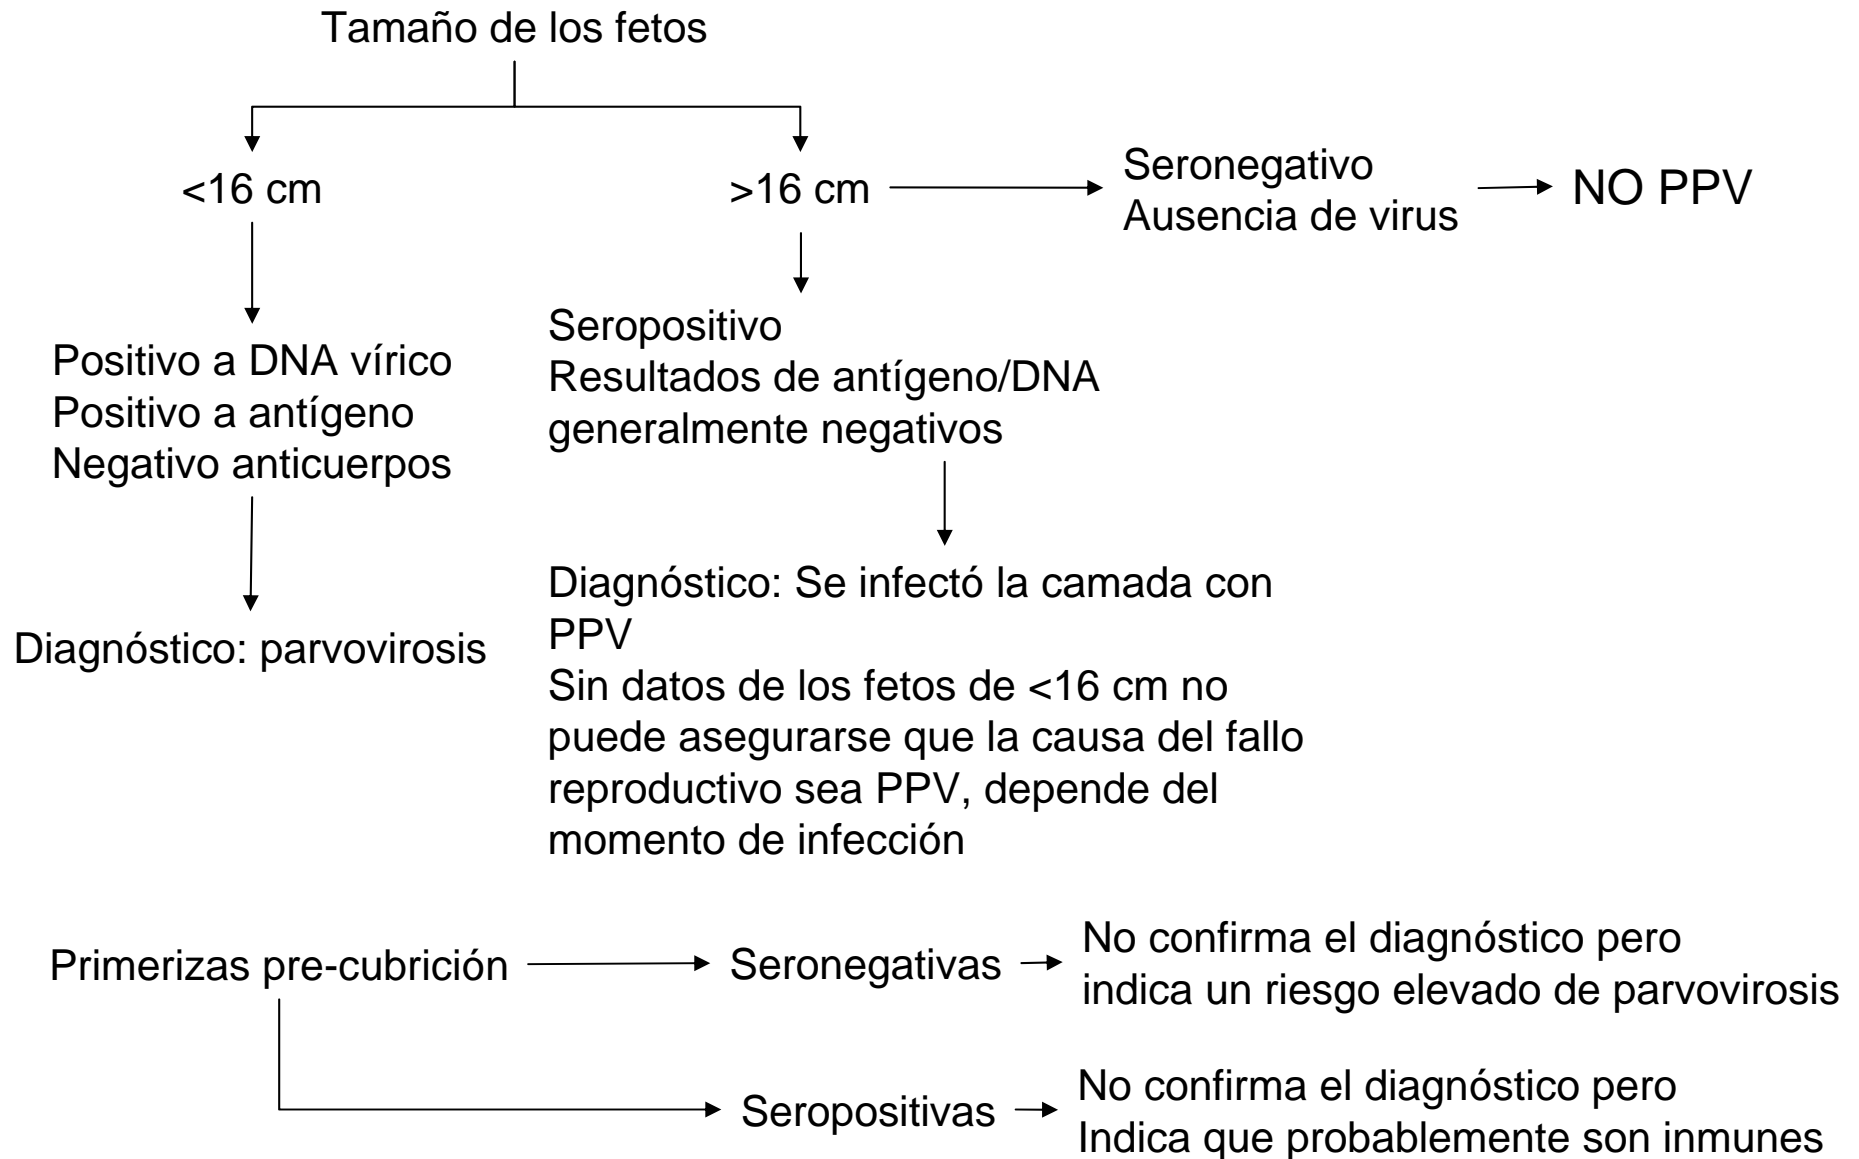 Tamaño de los fetos
<16 cm
>16 cm
Seronegativo
Ausencia de virus
NO PPV
Positivo a DNA vírico
Positivo a antígeno
Negativo anticuerpos
Diagnóstico: parvovirosis
Seropositivo
Resultados de antígeno/DNA
generalmente negativos
Diagnóstico: Se infectó la camada con
PPV
Sin datos de los fetos de <16 cm no
puede asegurarse que la causa del fallo
reproductivo sea PPV, depende del
momento de infección
Primerizas pre-cubrición
Seronegativas
No confirma el diagnóstico pero
indica un riesgo elevado de parvovirosis
Seropositivas
No confirma el diagnóstico pero
Indica que probablemente son inmunes